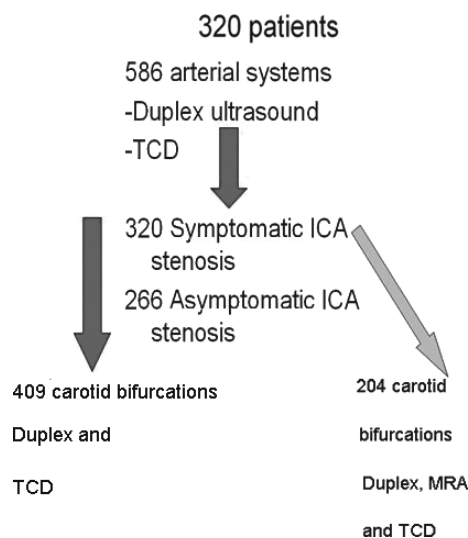 320 patients
586 arterial systems
-Duplex ultrasound
-TCD
320 Symptomatic ICA
stenosis
266 Asymptomatic ICA
stenosis
409 carotid bifurcations
Duplex and
TCD
204 carotid
bifurcations
Duplex, MRA
and TCD